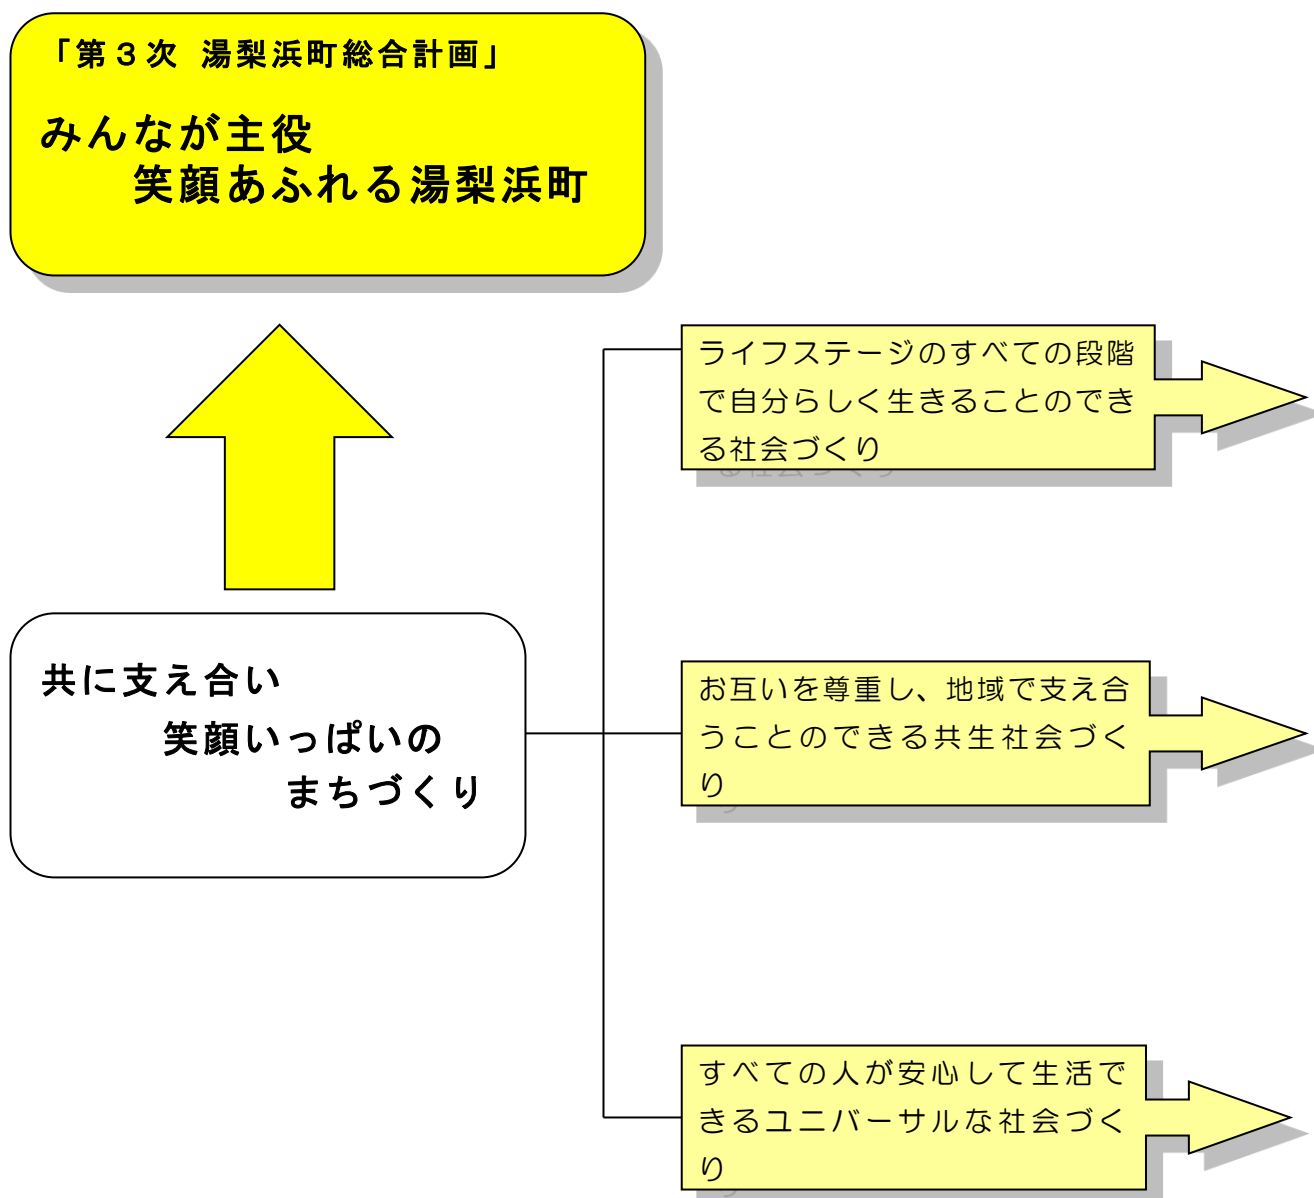 「第３次 湯梨浜町総合計画」
みんなが主役
笑顔あふれる湯梨浜町
ライフステージのすべての段階
で自分らしく生きることのでき
る社会づくり
共に支え合い
笑顔いっぱいの
まちづくり
お互いを尊重し、地域で支え合
うことのできる共生社会づく
り
すべての人が安心して生活で
きるユニバーサルな社会づく
り